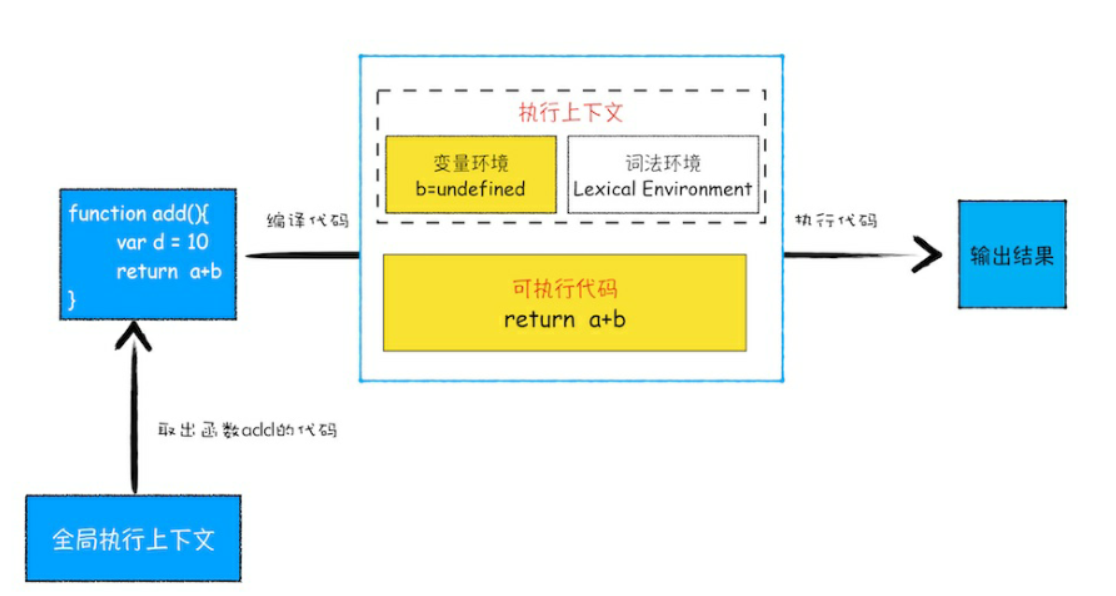 执行上下文
变量环境
b=undefined
词法环境
Lexical Environment
function add(){
var d = 10
return a+b
}
编译代码
执行代码
输出结果
可执行代码
return a+b
取出函数add的代码
全局执行上下文